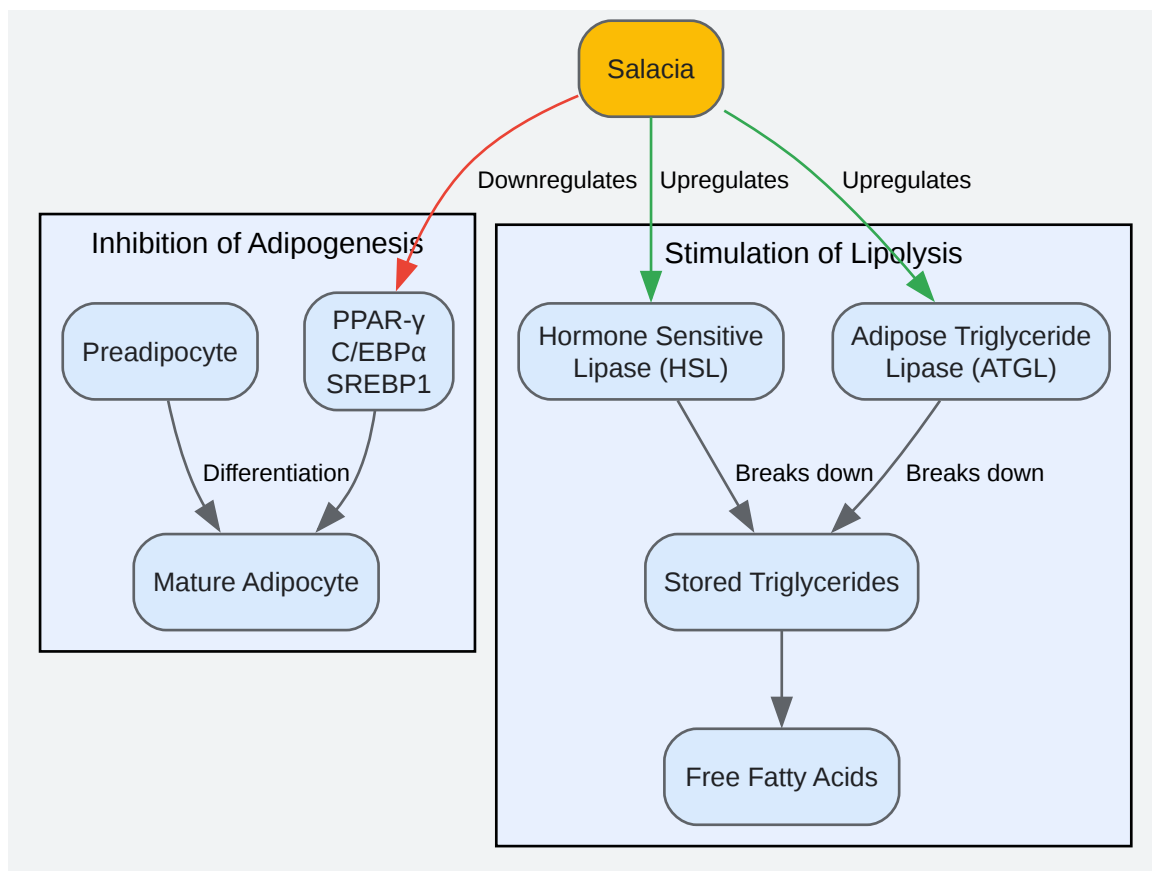 Salacia
Downregulates
Upregulates
Upregulates
Inhibition of Adipogenesis
Stimulation of Lipolysis
Preadipocyte
PPAR-γ
C/EBPα
SREBP1
Hormone Sensitive
Lipase (HSL)
Adipose Triglyceride
Lipase (ATGL)
Differentiation
Breaks down
Breaks down
Mature Adipocyte
Stored Triglycerides
Free Fatty Acids